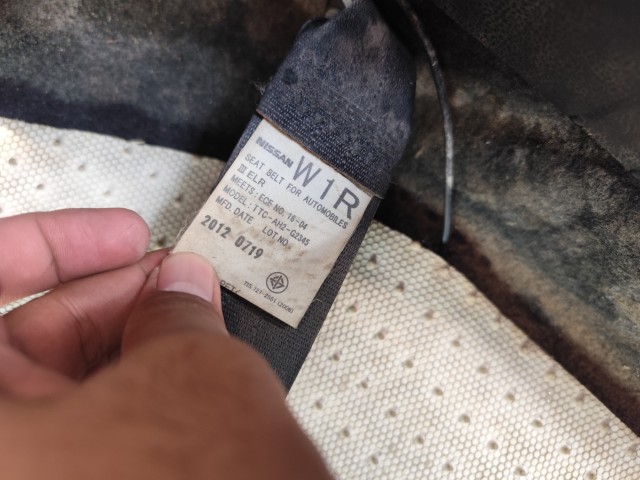 NISSAN W1R
SEAT BELT FOR AUTOMOBILES
ELR
MEETS: ECE NO. 16-04
MODEL: TTC-AH2-G2345
MFD. DATE LOT.NO.
2012 0719